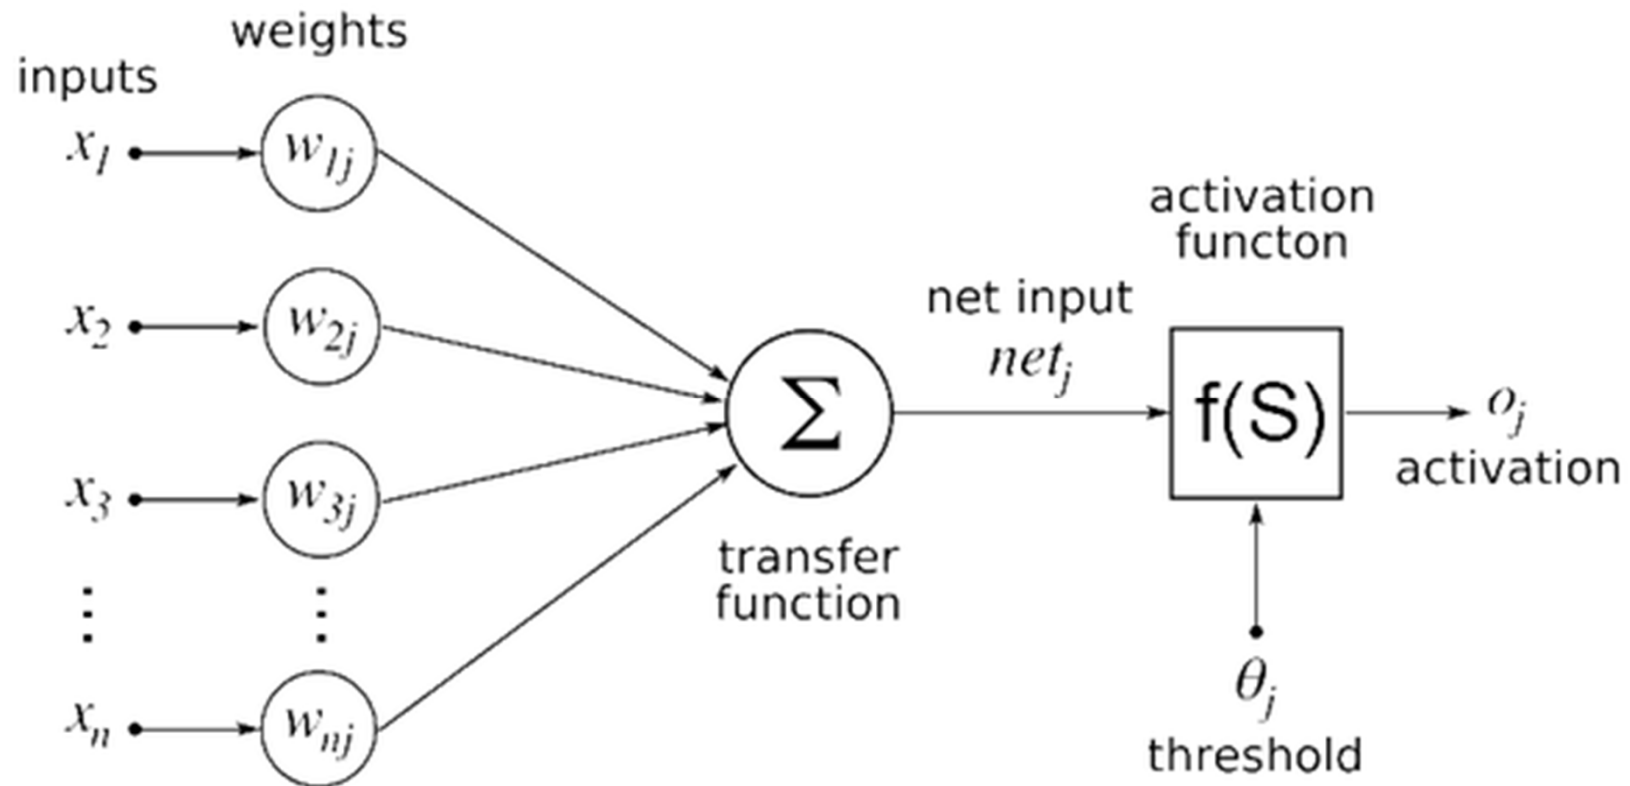 weights
inputs
x1
w1j
x2
w2j
x3
w3j
xn
wnj
Σ
transfer
function
net input
netj
activation
functon
f(S)
oj
activation
θj
threshold